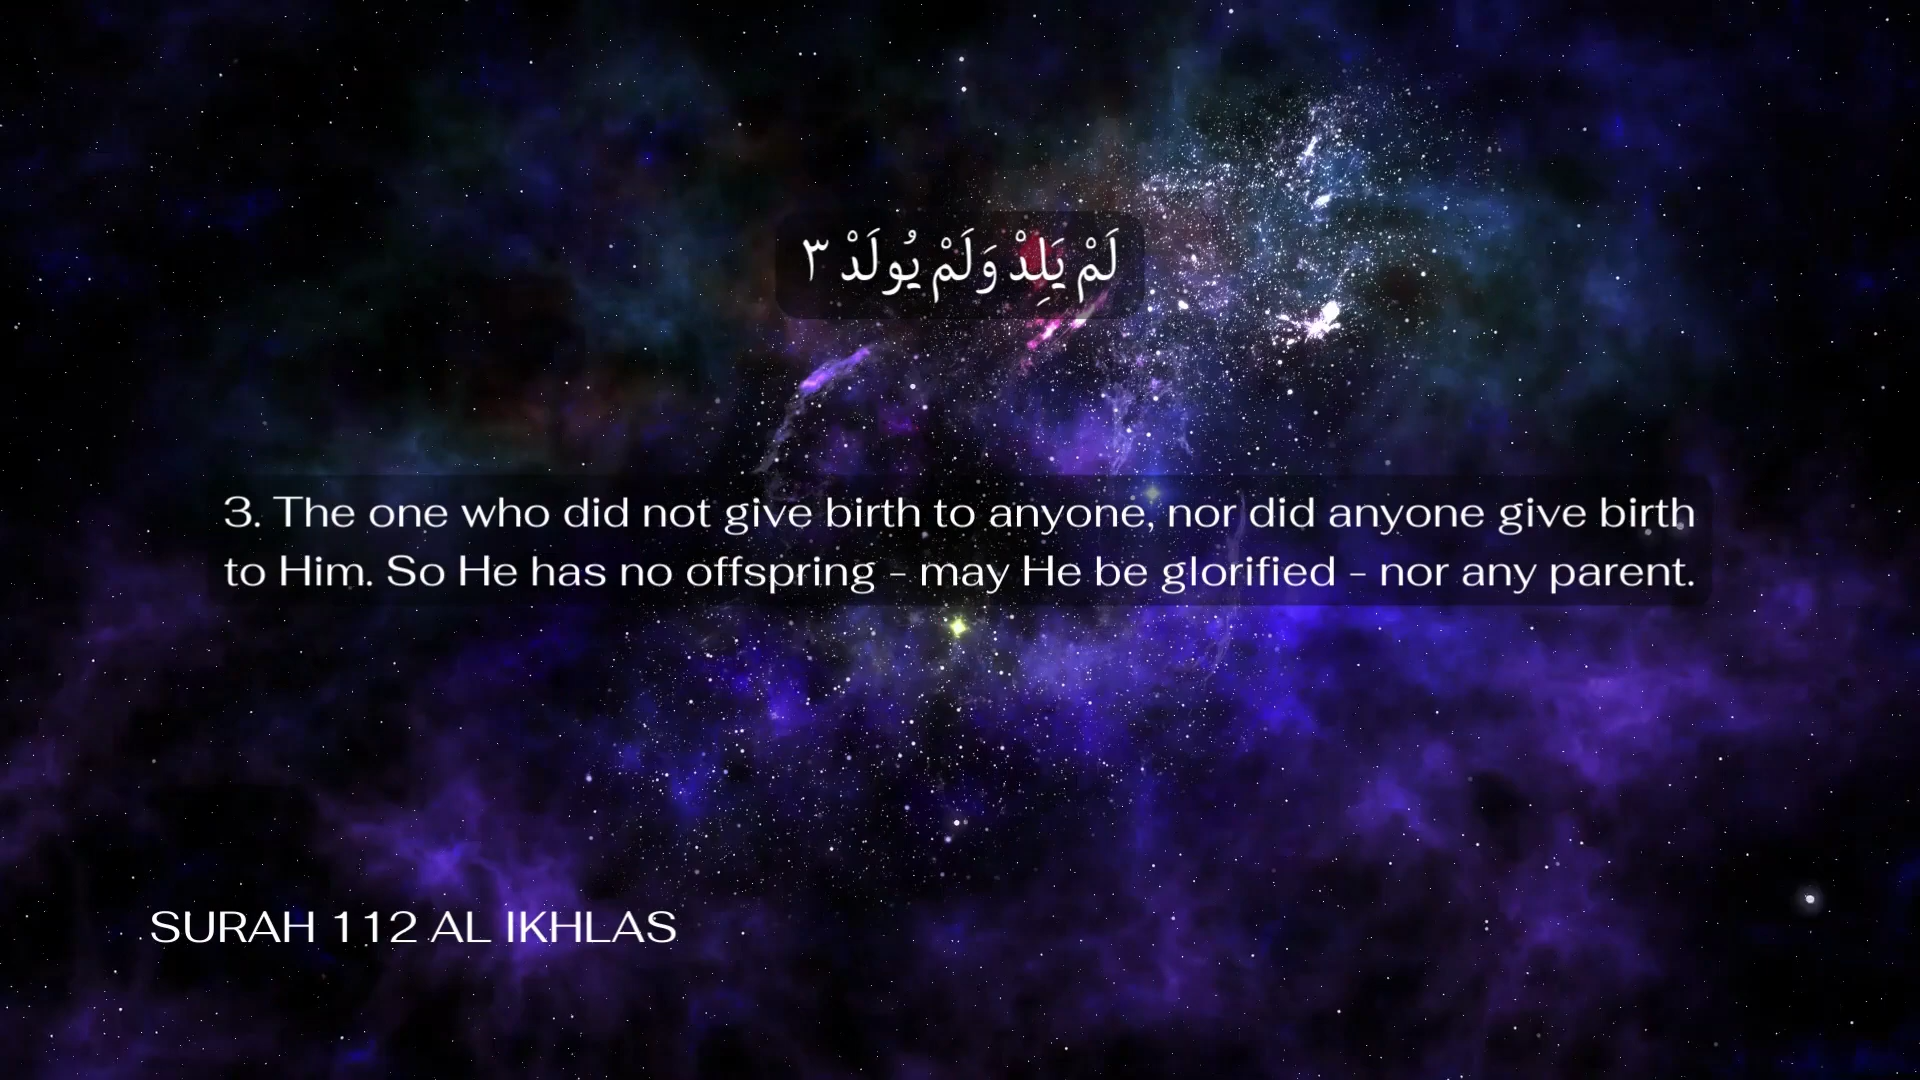 لَمْ يَلِدْ وَلَمْ يُولَدْ ٣
3. The one who did not give birth to anyone, nor did anyone give birth
to Him. So He has no offspring – may He be glorified – nor any parent.
SURAH 112 AL IKHLAS